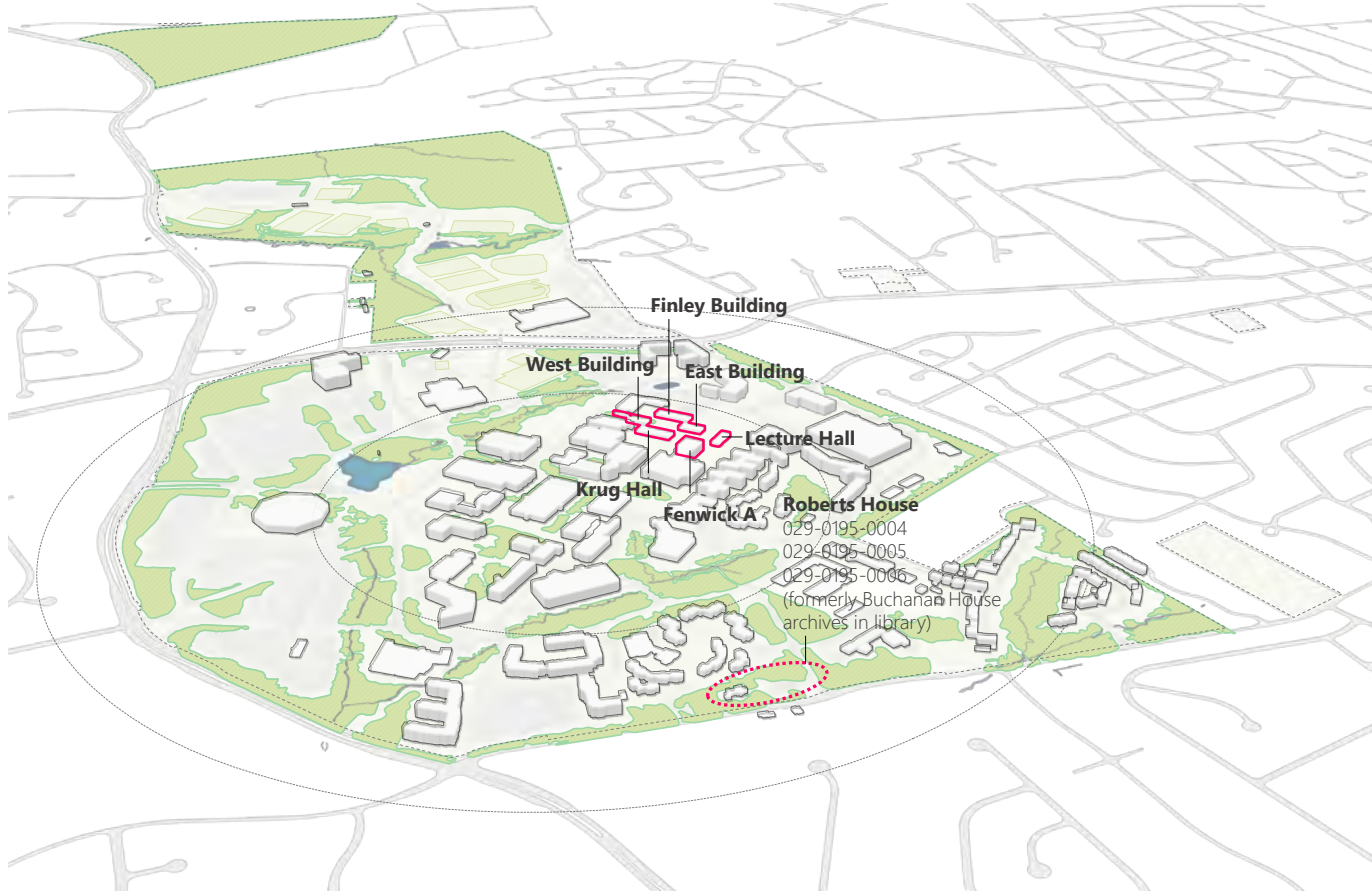 Finley Building
West Building
East Building
Lecture Hall
Krug Hall
Fenwick A
Roberts House
029-0195-0004
029-0195-0005
029-0195-0006
(formerly Buchanan House
archives in library)